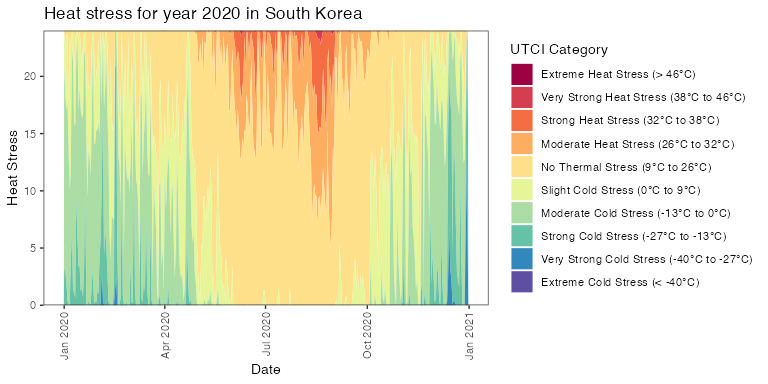 Heat stress for year 2020 in South Korea
Heat Stress
20
15
10
5
0
Jan 2020
Apr 2020
Jul 2020
Oct 2020
Jan 2021
Date
UTCI Category
Extreme Heat Stress (> 46°C)
Very Strong Heat Stress (38°C to 46°C)
Strong Heat Stress (32°C to 38°C)
Moderate Heat Stress (26°C to 32°C)
No Thermal Stress (9°C to 26°C)
Slight Cold Stress (0°C to 9°C)
Moderate Cold Stress (-13°C to 0°C)
Strong Cold Stress (-27°C to -13°C)
Very Strong Cold Stress (-40°C to -27°C)
Extreme Cold Stress (< -40°C)